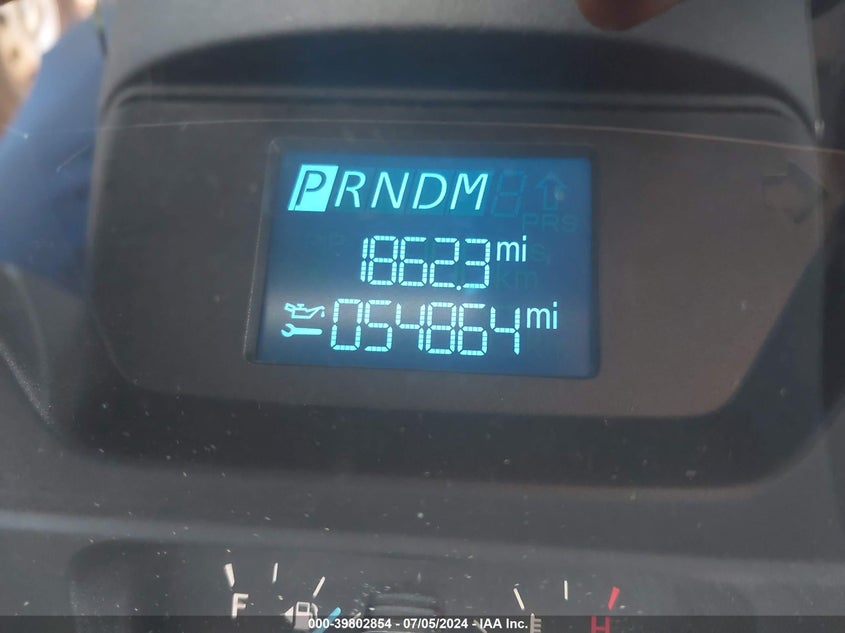 PRNDM
1862.3 mi
054864 mi
F E H
000-39802854 - 07/05/2024 - IAA Inc.